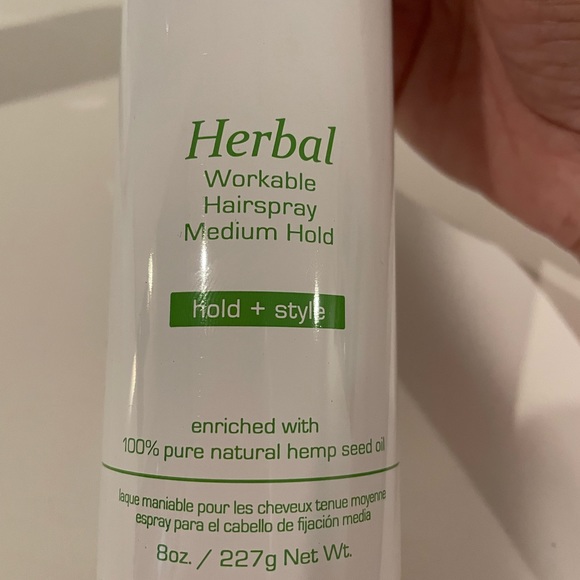 Herbal
Workable
Hairspray
Medium Hold
hold + style
enriched with
100% pure natural hemp seed oil
laque maniable pour les cheveux tenue moyenne
espray para el cabello de fijación media
8oz. / 227g Net Wt.